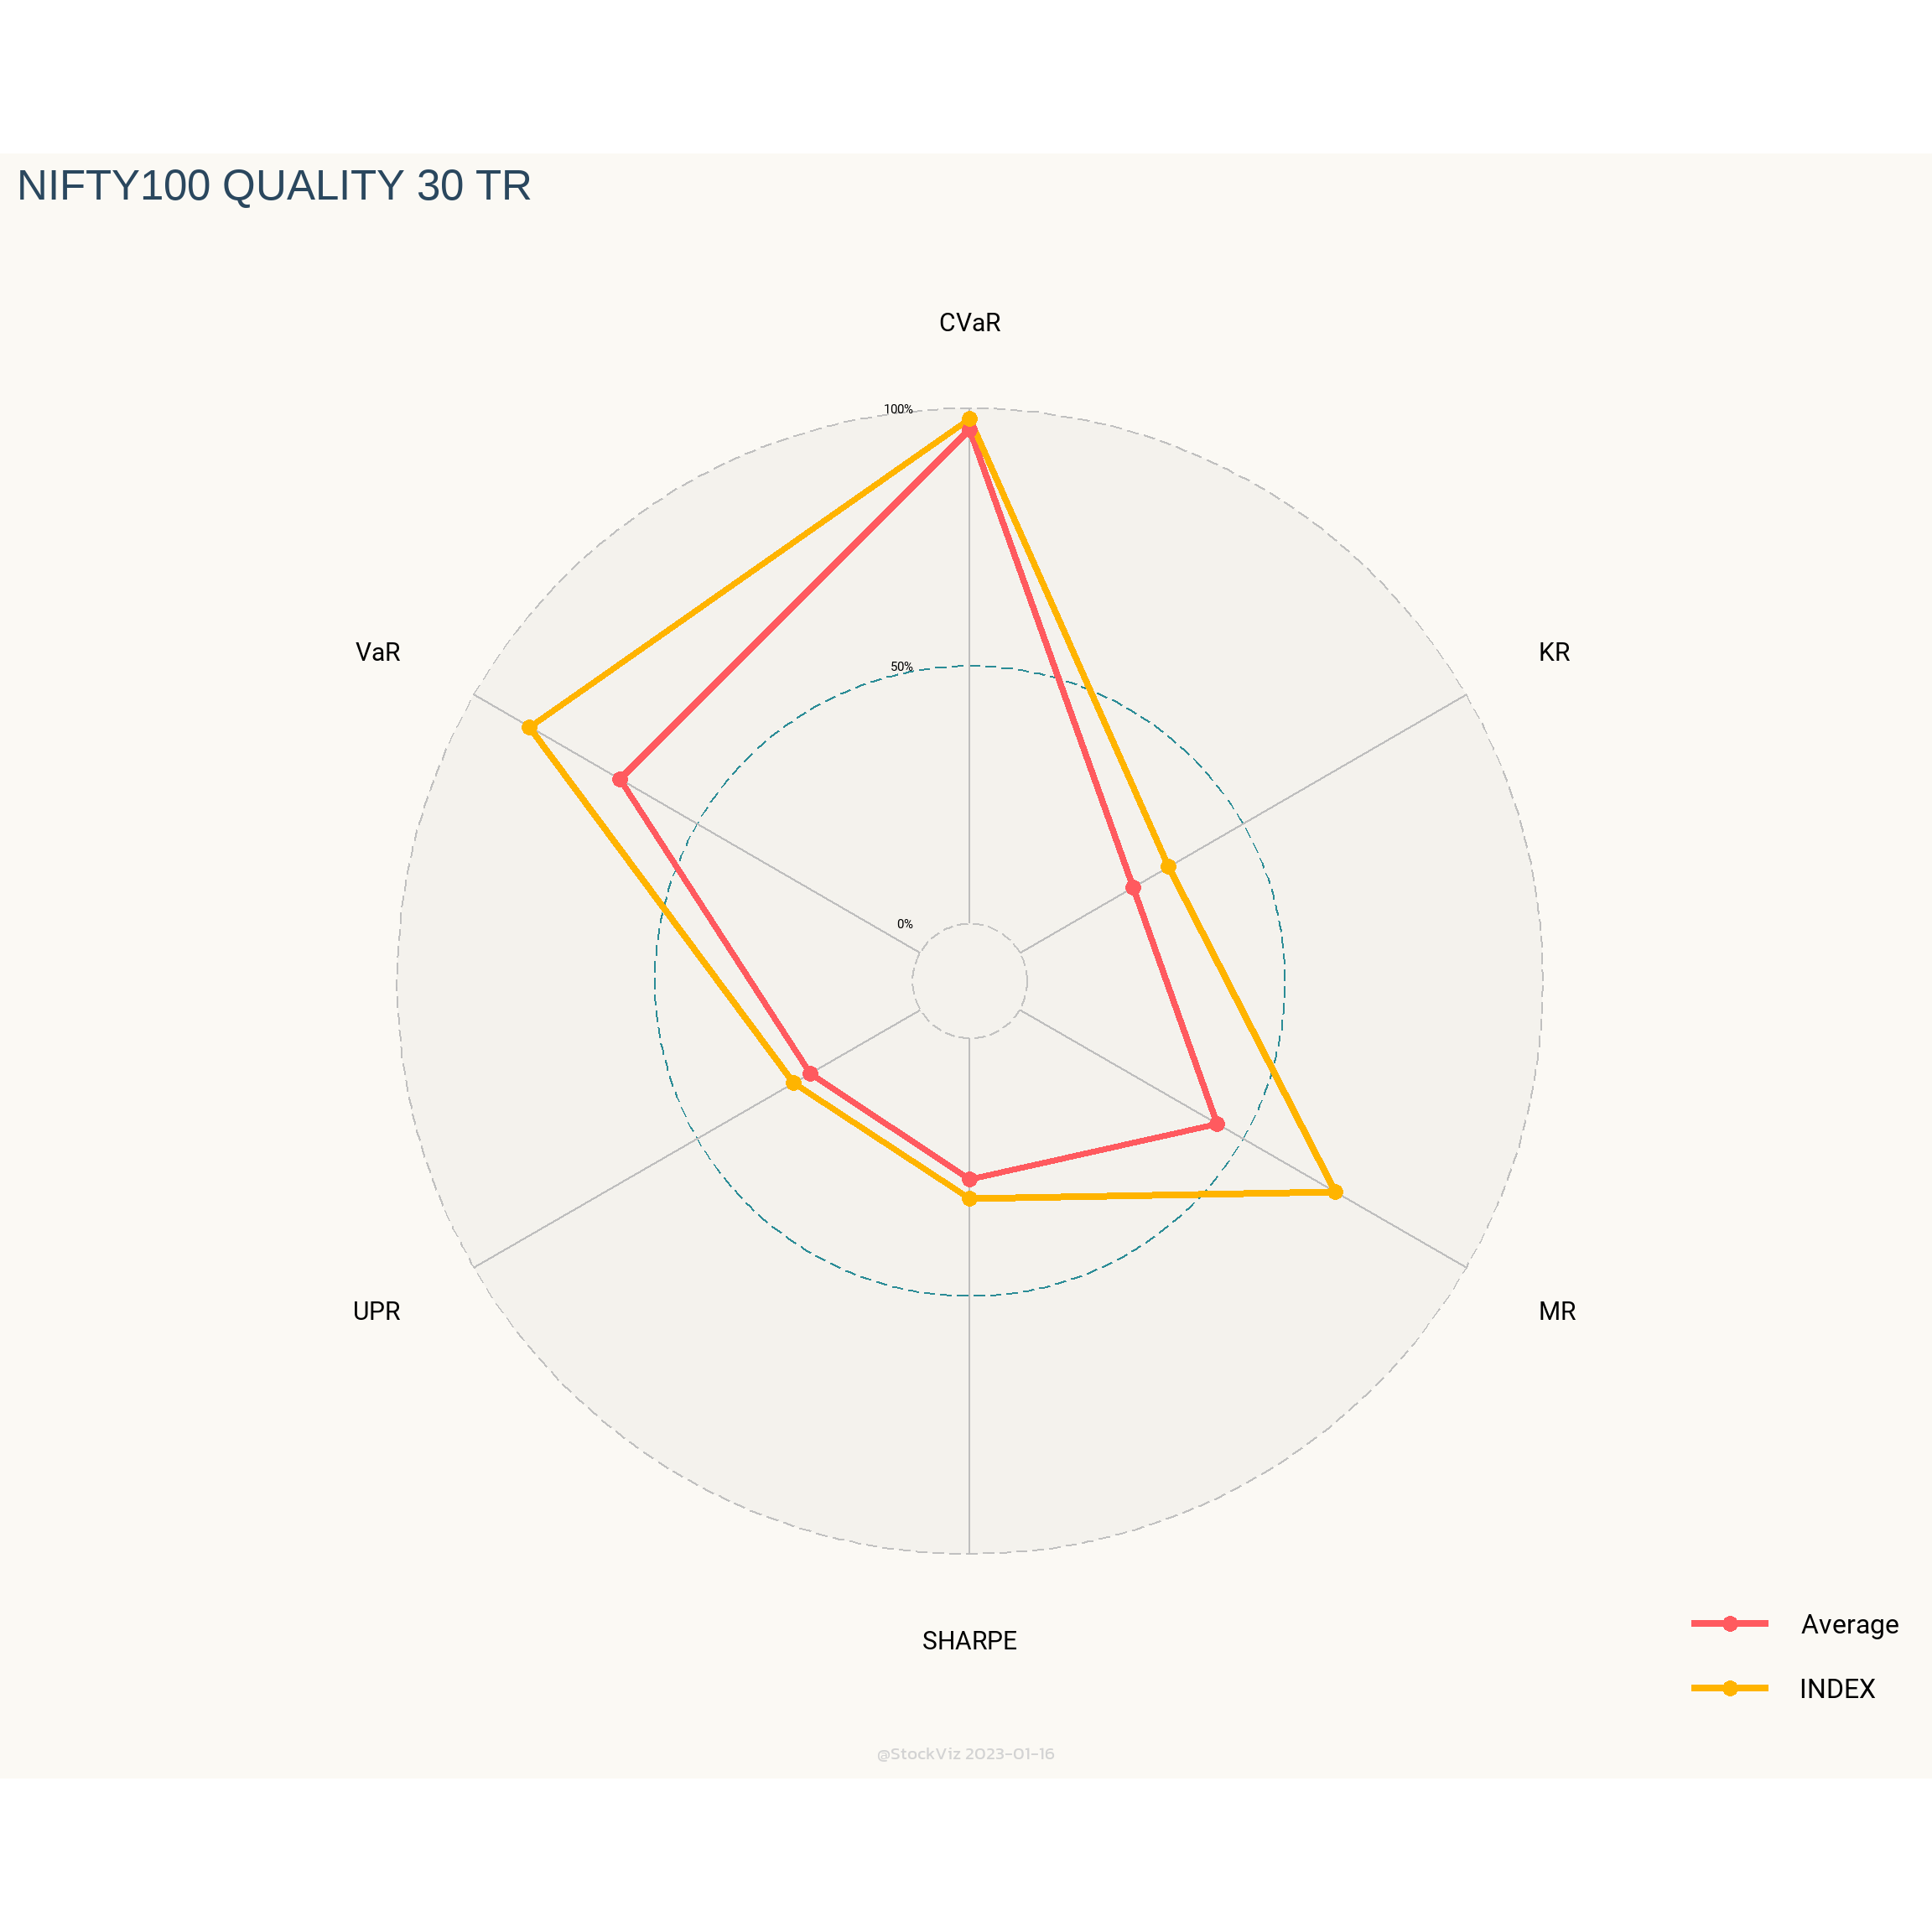 NIFTY100 QUALITY 30 TR
CVaR
100%
VaR
KR
50%
0%
UPR
MR
SHARPE
Average
INDEX
@StockViz 2023-01-16